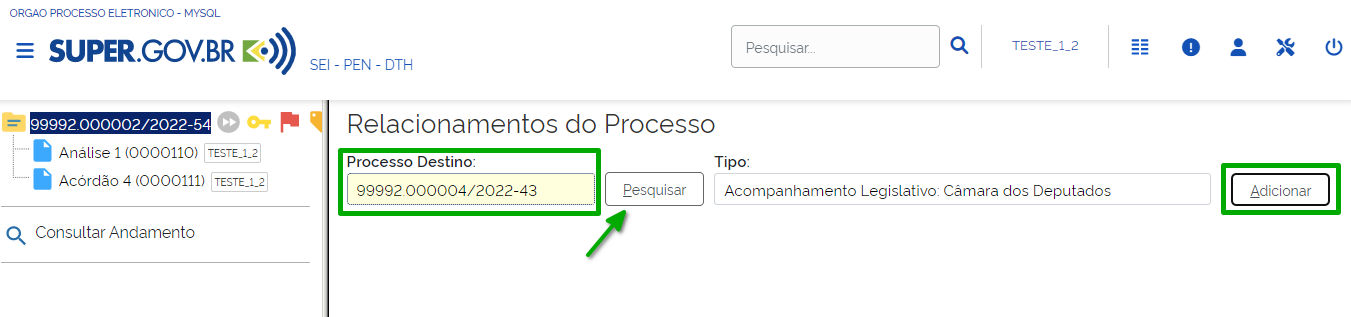 ORGAO PROCESSO ELETRONICO - MYSQL
SUPER.GOV.BR
SEI - PEN - DTH
Pesquisar...
TESTE_1_2
99992.000002/2022-54
Análise 1 (0000110) TESTE_1_2
Acórdão 4 (0000111) TESTE_1_2
Consultar Andamento
Relacionamentos do Processo
Processo Destino:
Tipo:
99992.000004/2022-43
Pesquisar
Acompanhamento Legislativo: Câmara dos Deputados
Adicionar